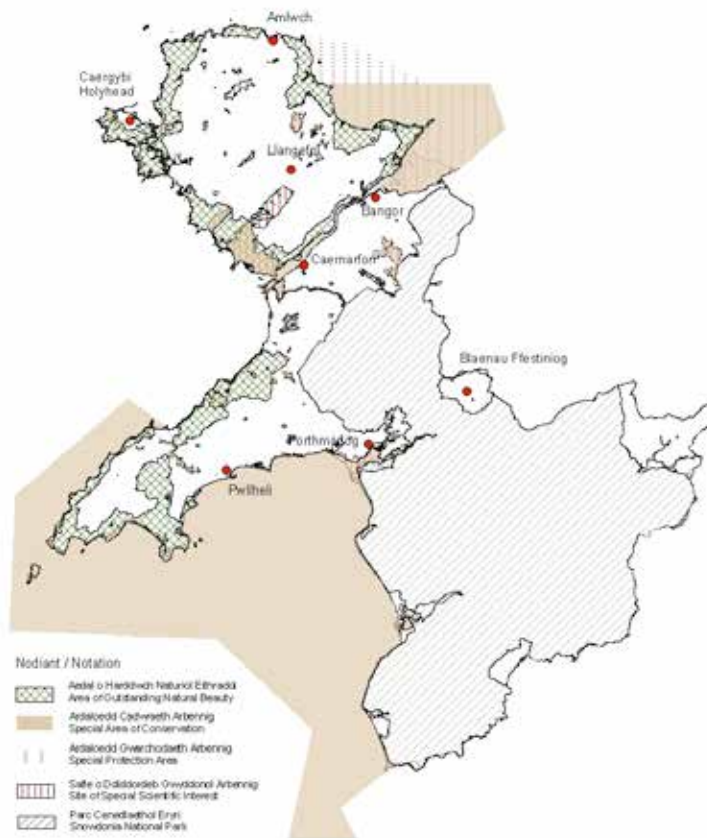 Amlwch
Caergybi
Holyhead
Llangefni
Bangor
Caernarfon
Blaenau Ffestiniog
Porthmadog
Pwllheli
Nodiant / Notation
Ardal o Harddwch Naturiol Eithradol
Area of Outstanding Natural Beauty
Ardaloedd Cadwraeth Arbennig
Special Area of Conservation
Ardaloedd Gwarchodaeth Arbennig
Special Protection Area
Safle o Ddiddordeb Gwyddonol Arbennig
Site of Special Scientific Interest
Parc Cenedlaethol Eryri
Snowdonia National Park